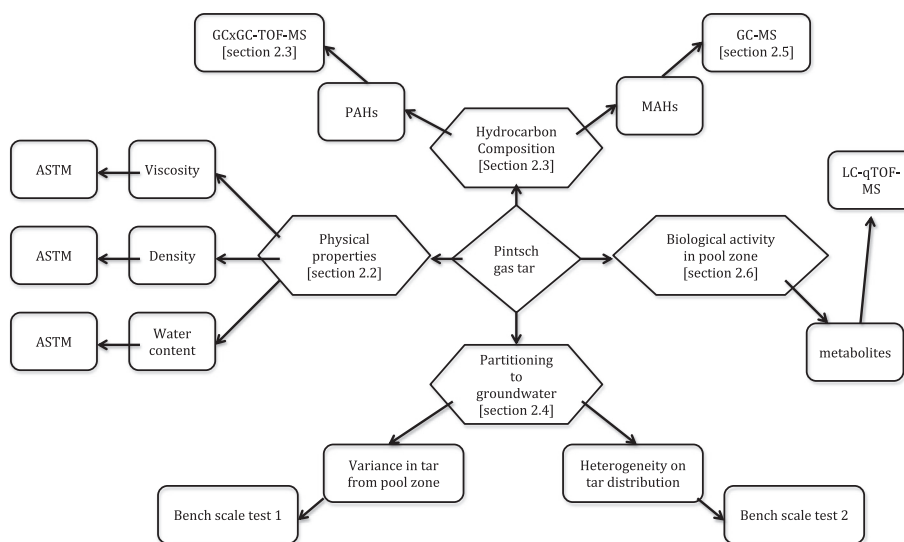 GCxGC-TOF-MS
[section 2.3]
GC-MS
[section 2.5]
PAHs
MAHs
Hydrocarbon
Composition
[Section 2.3]
ASTM
Viscosity
LC-qTOF-
MS
ASTM
Density
Physical
properties
[section 2.2]
Pintsch
gas tar
Biological activity
in pool zone
[section 2.6]
ASTM
Water
content
metabolites
Partitioning
to
groundwater
[section 2.4]
Variance in tar
from pool zone
Heterogeneity on
tar distribution
Bench scale test 1
Bench scale test 2